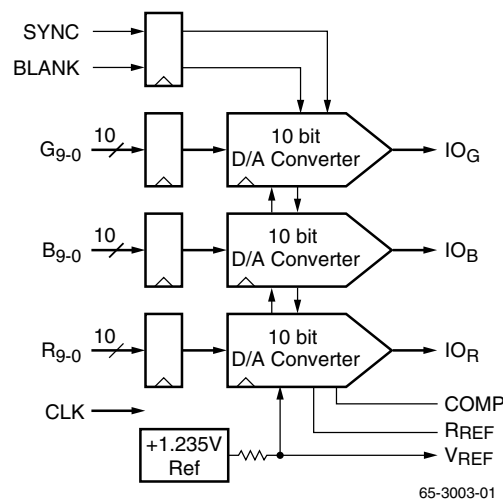 SYNC
BLANK
10
G9-0
10 bit
D/A Converter
IOG
10
B9-0
10 bit
D/A Converter
IOB
10
R9-0
10 bit
D/A Converter
IOR
CLK
COMP
RREF
+1.235V
Ref
VREF
65-3003-01